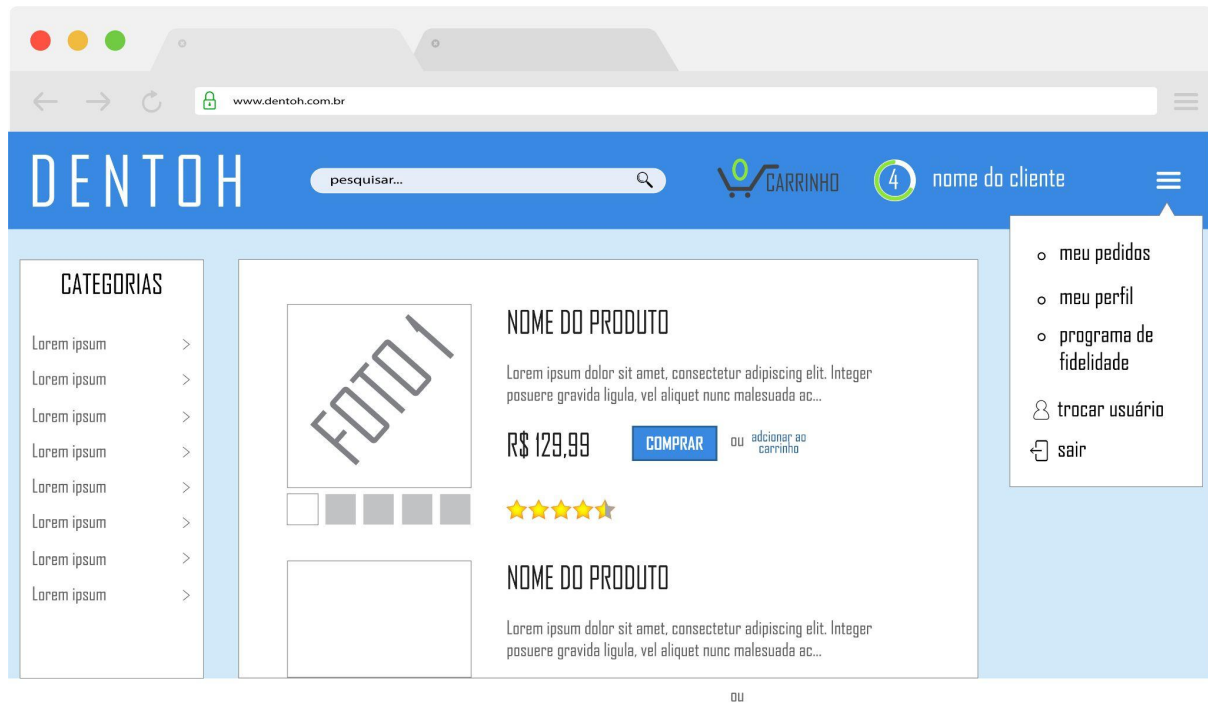 www.dentoh.com.br
DENTOH
pesquisar...
0
CARRINHO
4
nome do cliente
meu pedidos
meu perfil
programa de
fidelidade
trocar usuário
sair
CATEGORIAS
Lorem ipsum >
Lorem ipsum >
Lorem ipsum >
Lorem ipsum >
Lorem ipsum >
Lorem ipsum >
Lorem ipsum >
Lorem ipsum >
FOTO 1
NOME DO PRODUTO
Lorem ipsum dolor sit amet, consectetur adipiscing elit. Integer
posuere gravida ligula, vel aliquet nunc malesuada ac...
R$ 129,99
COMPRAR
ou
adcionar ao
carrinho
NOME DO PRODUTO
Lorem ipsum dolor sit amet, consectetur adipiscing elit. Integer
posuere gravida ligula, vel aliquet nunc malesuada ac...
ou